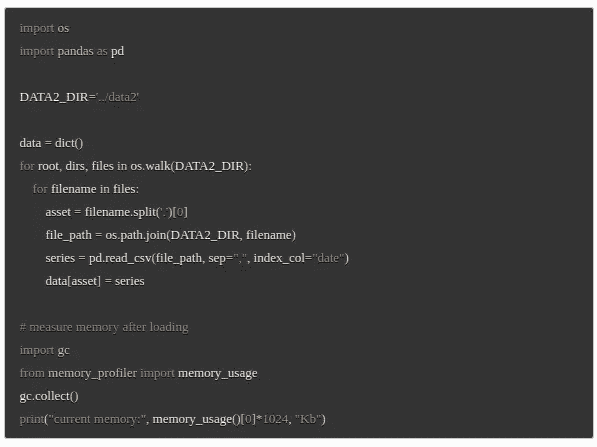 import os
import pandas as pd
DATA2_DIR='../data2'
data = dict()
for root, dirs, files in os.walk(DATA2_DIR):
for filename in files:
asset = filename.split('.')[0]
file_path = os.path.join(DATA2_DIR, filename)
series = pd.read_csv(file_path, sep=",", index_col="date")
data[asset] = series
# measure memory after loading
import gc
from memory_profiler import memory_usage
gc.collect()
print("current memory:", memory_usage()[0]*1024, "Kb")